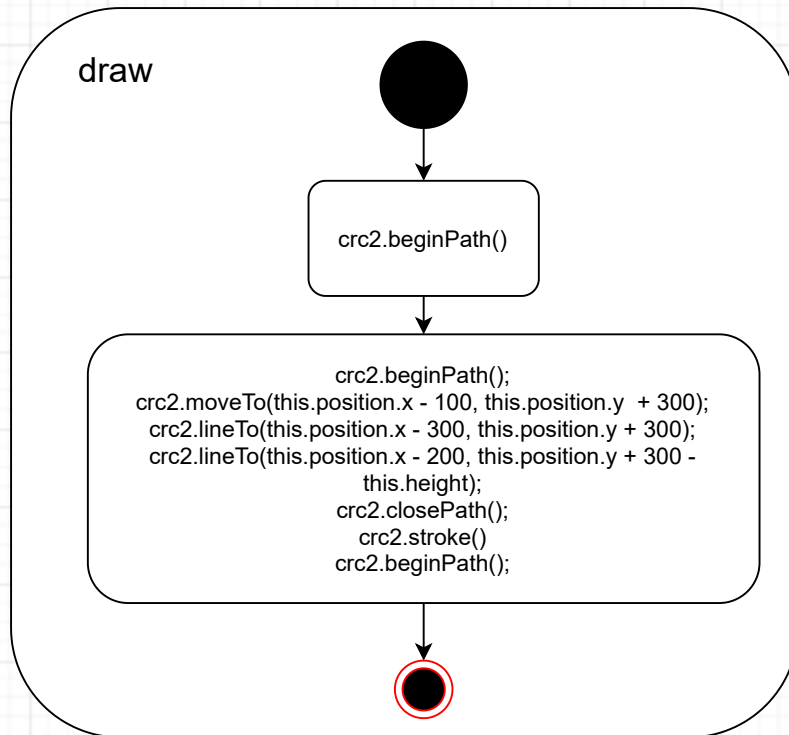 draw
crc2.beginPath()
crc2.beginPath();
crc2.moveTo(this.position.x - 100, this.position.y  + 300);
crc2.lineTo(this.position.x - 300, this.position.y + 300);
crc2.lineTo(this.position.x - 200, this.position.y + 300 -
this.height);
crc2.closePath();
crc2.stroke()
crc2.beginPath();